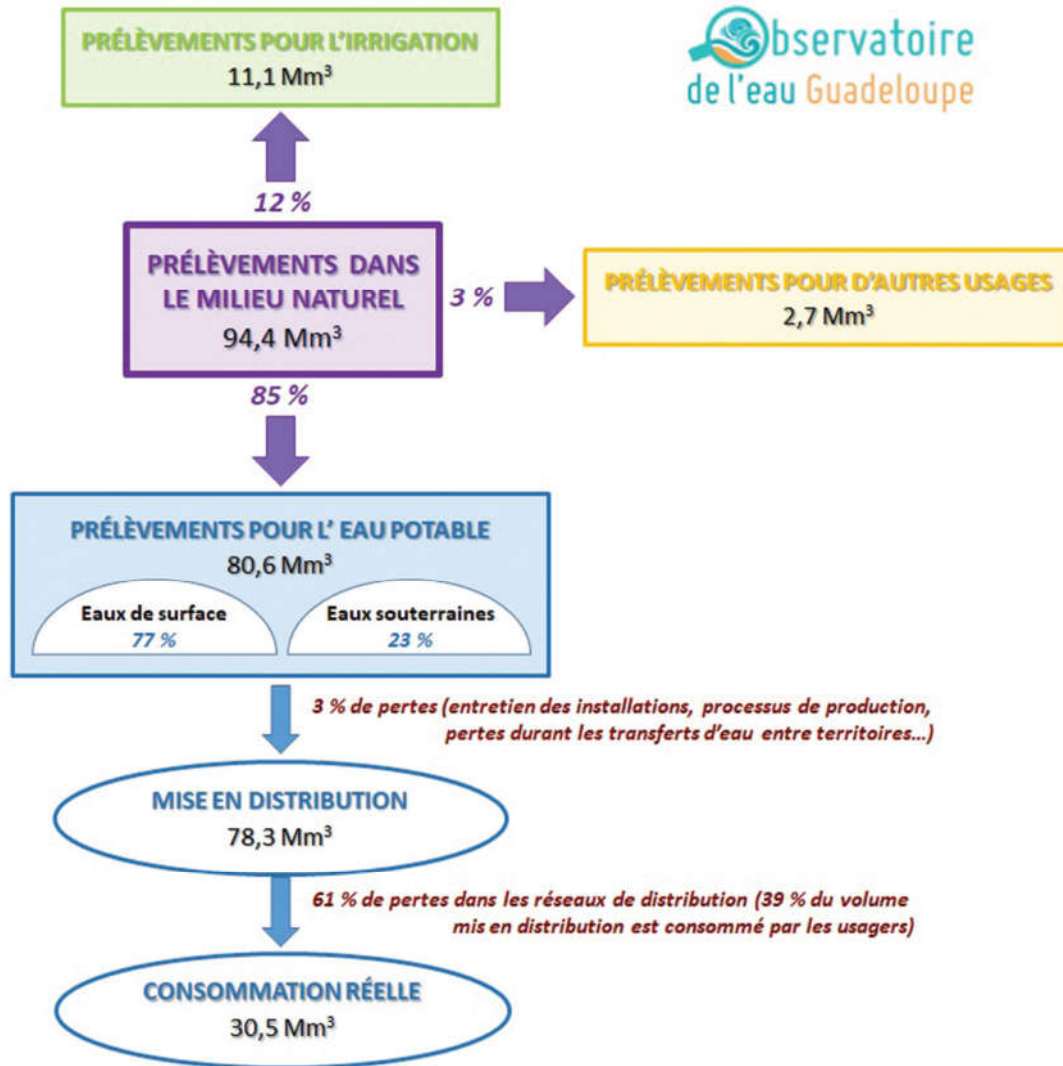 PRÉLÈVEMENTS POUR L'IRRIGATION
11,1 Mm³
Observatoire
de l'eau Guadeloupe
12 %
PRÉLÈVEMENTS DANS
LE MILIEU NATUREL
94,4 Mm³
3 %
PRÉLÈVEMENTS POUR D'AUTRES USAGES
2,7 Mm³
85 %
PRÉLÈVEMENTS POUR L' EAU POTABLE
80,6 Mm³
Eaux de surface
77 %
Eaux souterraines
23 %
3 % de pertes (entretien des installations, processus de production,
pertes durant les transferts d'eau entre territoires...)
MISE EN DISTRIBUTION
78,3 Mm³
61 % de pertes dans les réseaux de distribution (39 % du volume
mis en distribution est consommé par les usagers)
CONSOMMATION RÉELLE
30,5 Mm³